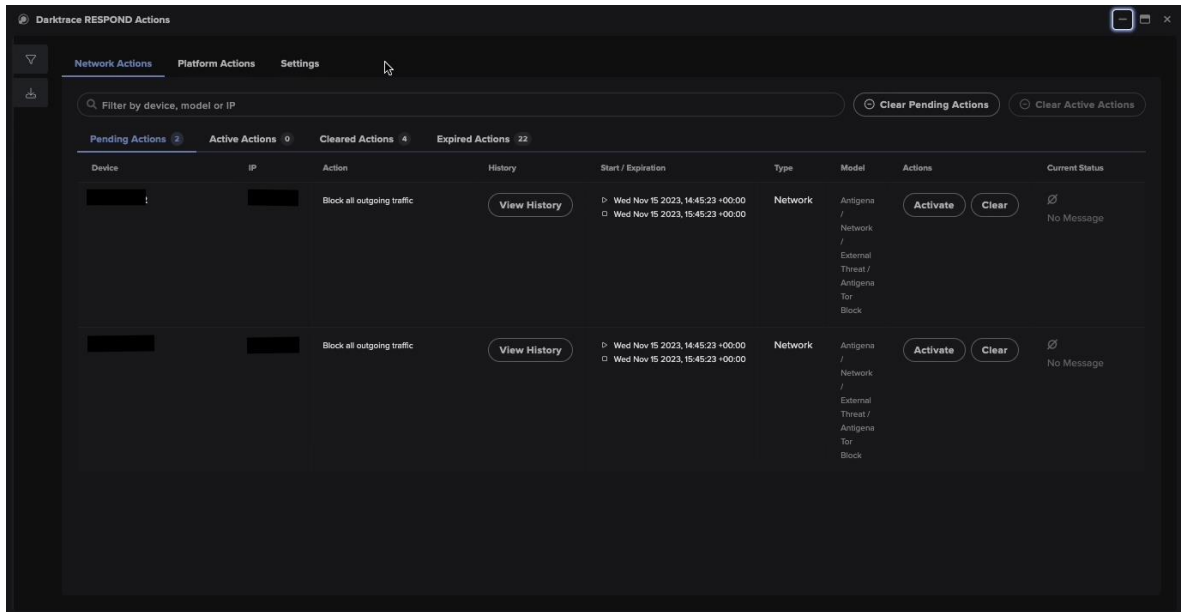 Darktrace RESPOND Actions
Network Actions Platform Actions Settings
Filter by device, model or IP
Clear Pending Actions
Clear Active Actions
Pending Actions 2 Active Actions 0 Cleared Actions 4 Expired Actions 22
Device IP Action History Start / Expiration Type Model Actions Current Status
Block all outgoing traffic
View History
Wed Nov 15 2023, 14:45:23 +00:00
Wed Nov 15 2023, 15:45:23 +00:00
Network
Antigena
/
Network
/
External
Threat /
Antigena
Tor
Block
Activate Clear
No Message
Block all outgoing traffic
View History
Wed Nov 15 2023, 14:45:23 +00:00
Wed Nov 15 2023, 15:45:23 +00:00
Network
Antigena
/
Network
/
External
Threat /
Antigena
Tor
Block
Activate Clear
No Message